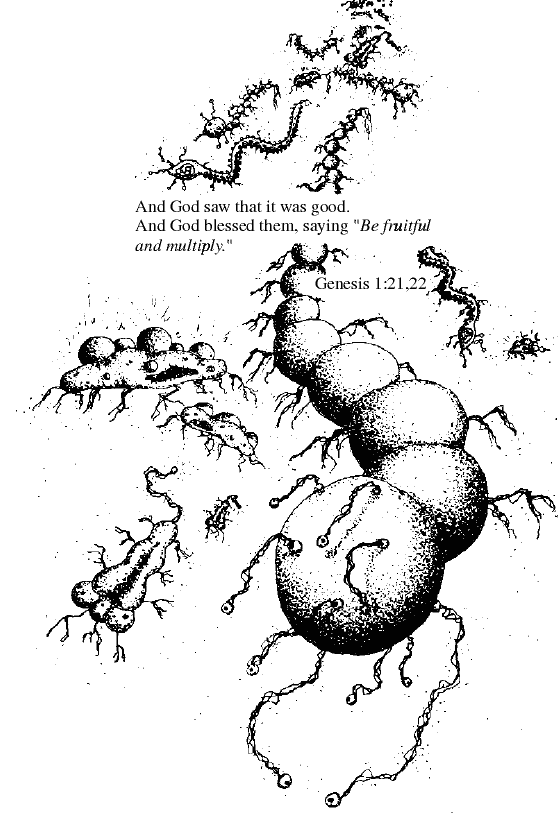 And God saw that it was good.
And God blessed them, saying "Be fruitful
and multiply."
Genesis 1:21,22